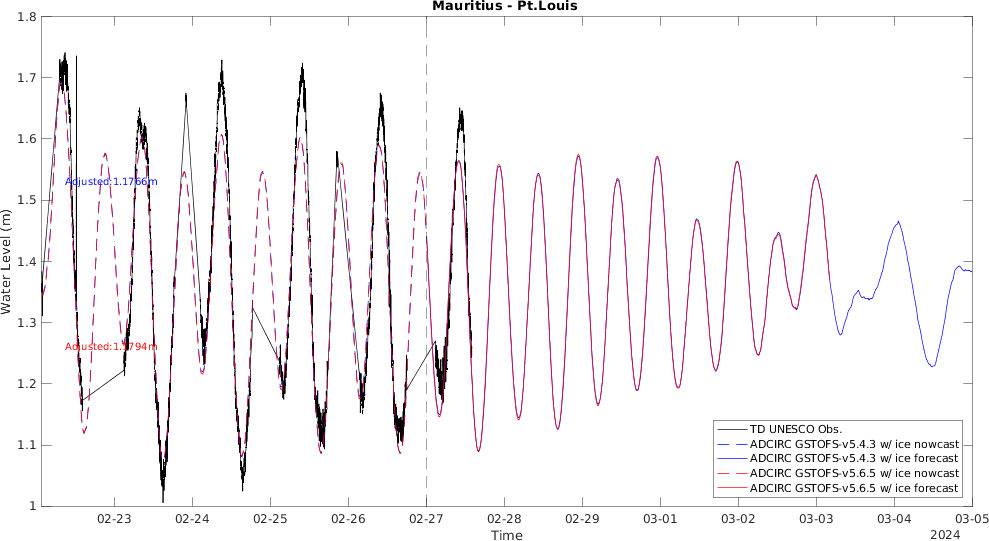 Mauritius - Pt.Louis
1.8
1.7
1.6
1.5
1.4
1.3
1.2
1.1
1
Water Level (m)
Adjusted:1.1766m
Adjusted:1.1794m
TD UNESCO Obs.
ADCIRC GSTOFS-v5.4.3 w/ ice nowcast
ADCIRC GSTOFS-v5.4.3 w/ ice forecast
ADCIRC GSTOFS-v5.6.5 w/ ice nowcast
ADCIRC GSTOFS-v5.6.5 w/ ice forecast
02-23 02-24 02-25 02-26 02-27 02-28 02-29 03-01 03-02 03-03 03-04 03-05
Time
2024